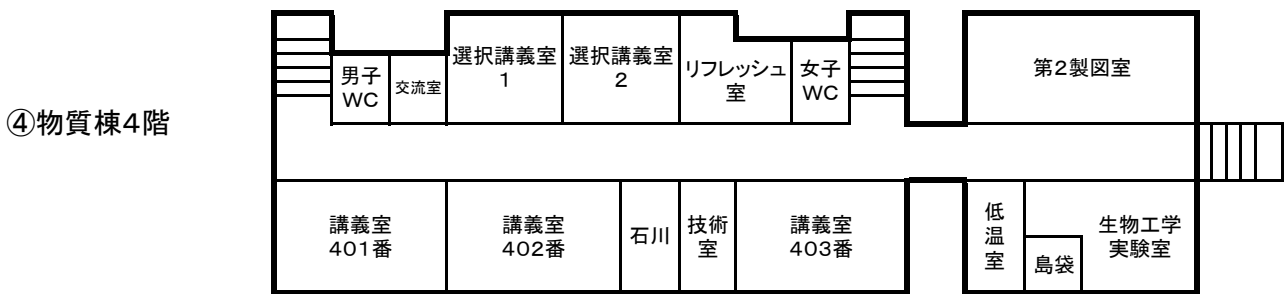 ④物質棟4階
男子
WC
交流室
選択講義室
1
選択講義室
2
リフレッシュ
室
女子
WC
第2製図室
講義室
401番
講義室
402番
石川
技術
室
講義室
403番
低
温
室
島袋
生物工学
実験室